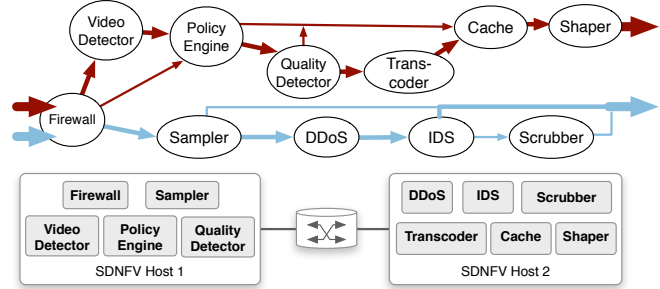 Video
Detector
Policy
Engine
Quality
Detector
Trans-
coder
Cache
Shaper
Firewall
Sampler
DDoS
IDS
Scrubber
Firewall
Sampler
Video
Detector
Policy
Engine
Quality
Detector
SDNFV Host 1
DDoS
IDS
Scrubber
Transcoder
Cache
Shaper
SDNFV Host 2